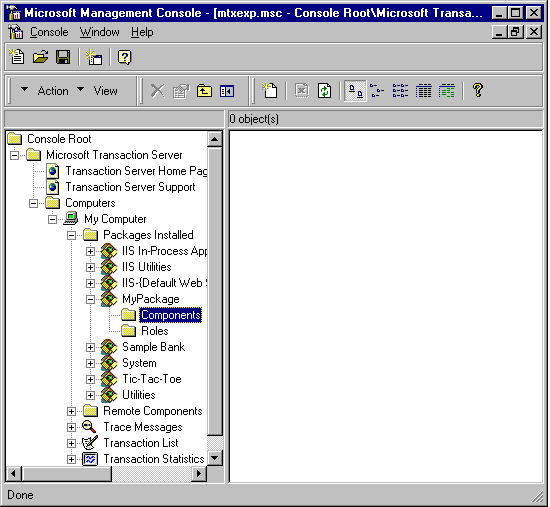 Microsoft Management Console - [mtxexp.msc - Console Root\Microsoft Transa...
Console Window Help
Action View
0 object(s)
Console Root
Microsoft Transaction Server
Transaction Server Home Pag
Transaction Server Support
Computers
My Computer
Packages Installed
IIS In-Process App
IIS Utilities
IIS-{Default Web S
MyPackage
Components
Roles
Sample Bank
System
Tic-Tac-Toe
Utilities
Remote Components
Trace Messages
Transaction List
Transaction Statistics
Done